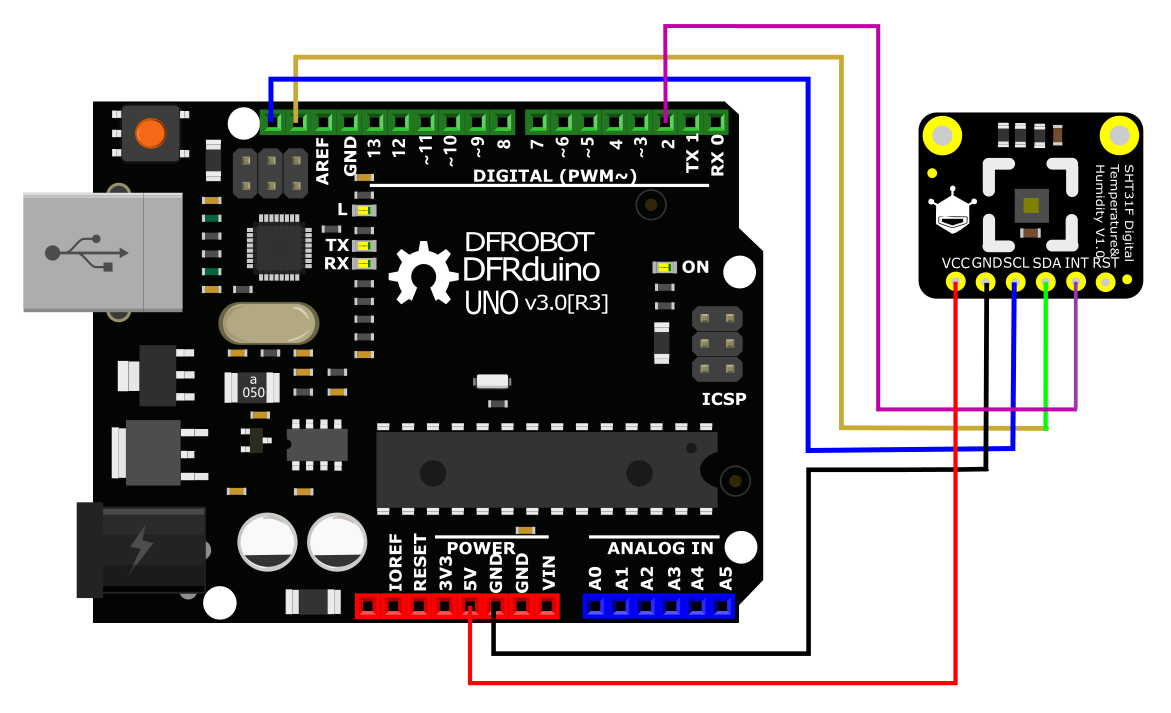 AREF
GND
13
12
~11
~10
~9
8
7
~6
~5
4
~3
2
TX 1
RX 0
DIGITAL (PWM~)
L
TX
RX
DFROBOT
DFRduino
UNO v3.0[R3]
ON
ICSP
a
050
POWER
ANALOG IN
IOREF
RESET
3V3
5V
GND
GND
VIN
A0
A1
A2
A3
A4
A5
SHT31F Digital
Temperature&
Humidity V1.0
VCC
GND
SCL
SDA
INT
RST